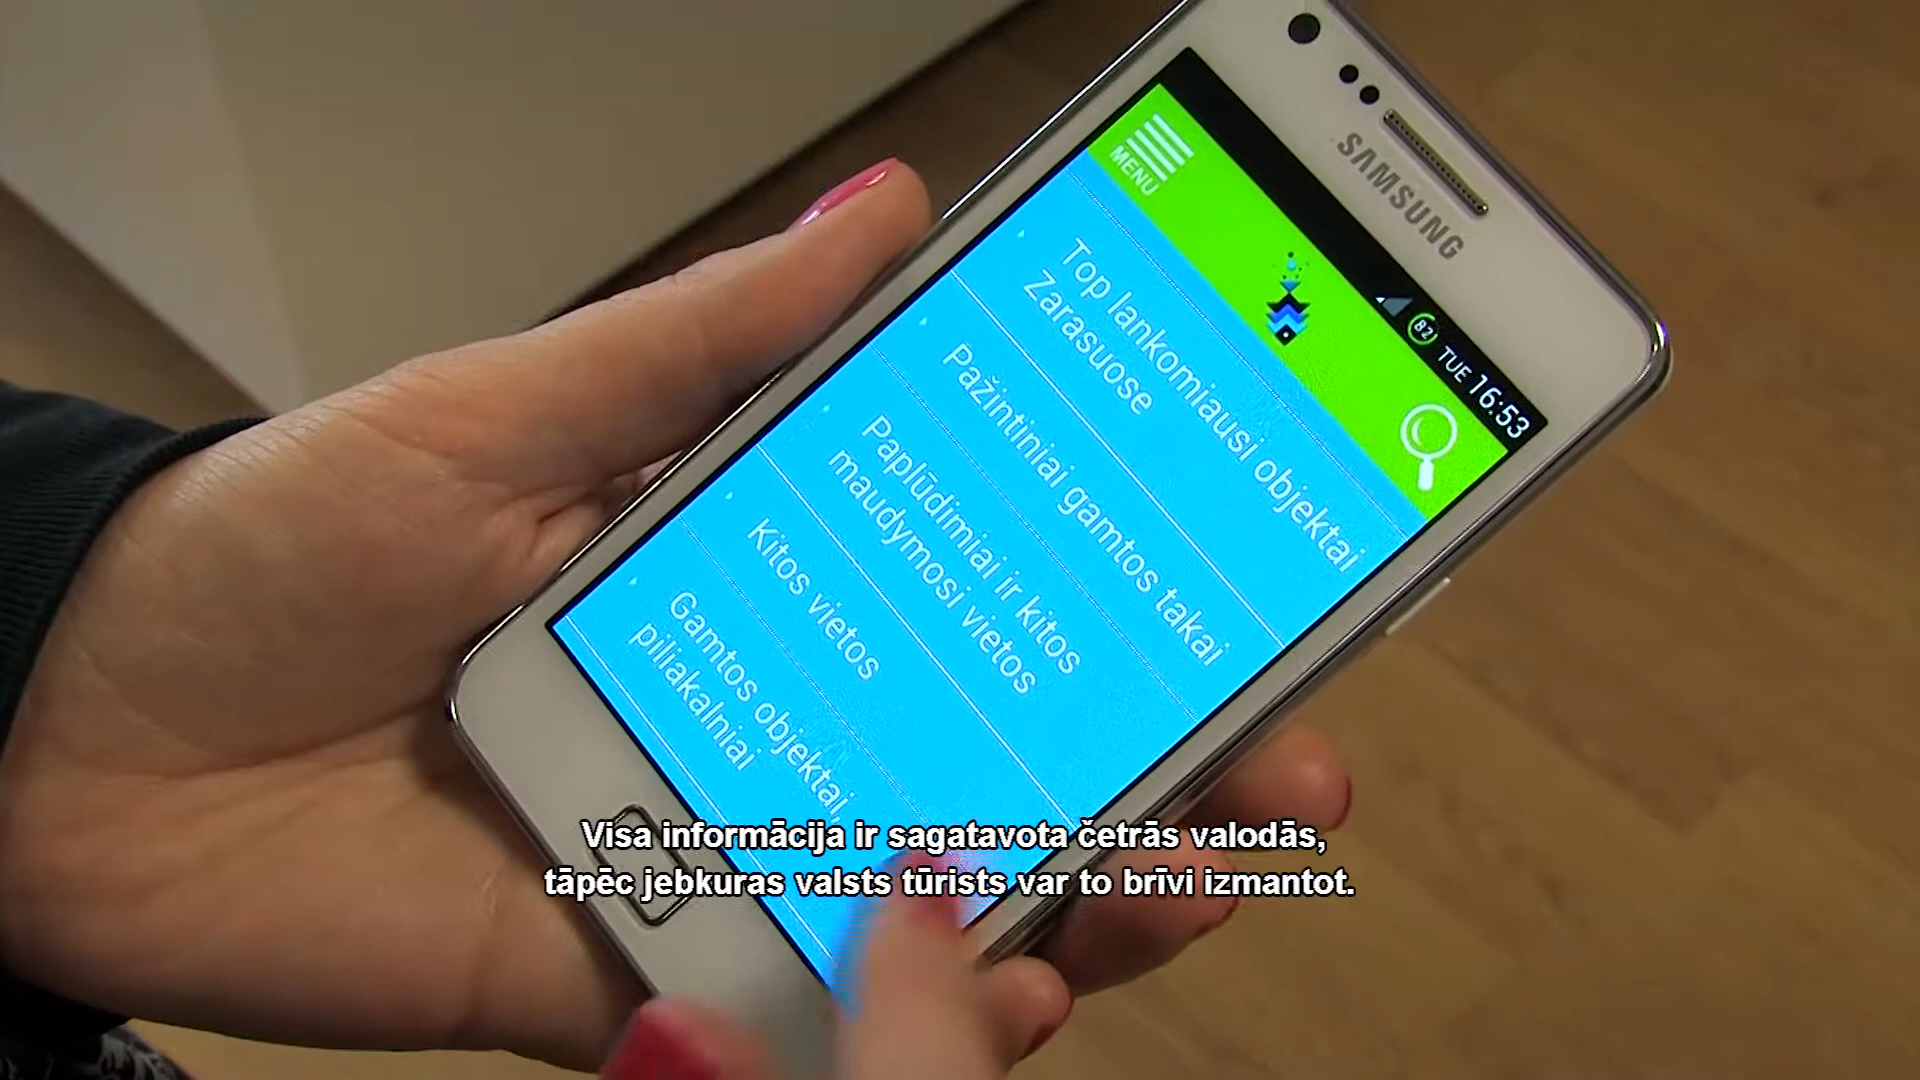 SAMSUNG
82 TUE 16:53
MENU
Top lankomiausi objektai
Zarasuose
Pažintiniai gamtos takai
Paplūdimiai ir kitos
maudymosi vietos
Kitos vietos
Gamtos objektai,
piliakalniai
Visa informācija ir sagatavota četrās valodās,
tāpēc jebkuras valsts tūrists var to brīvi izmantot.